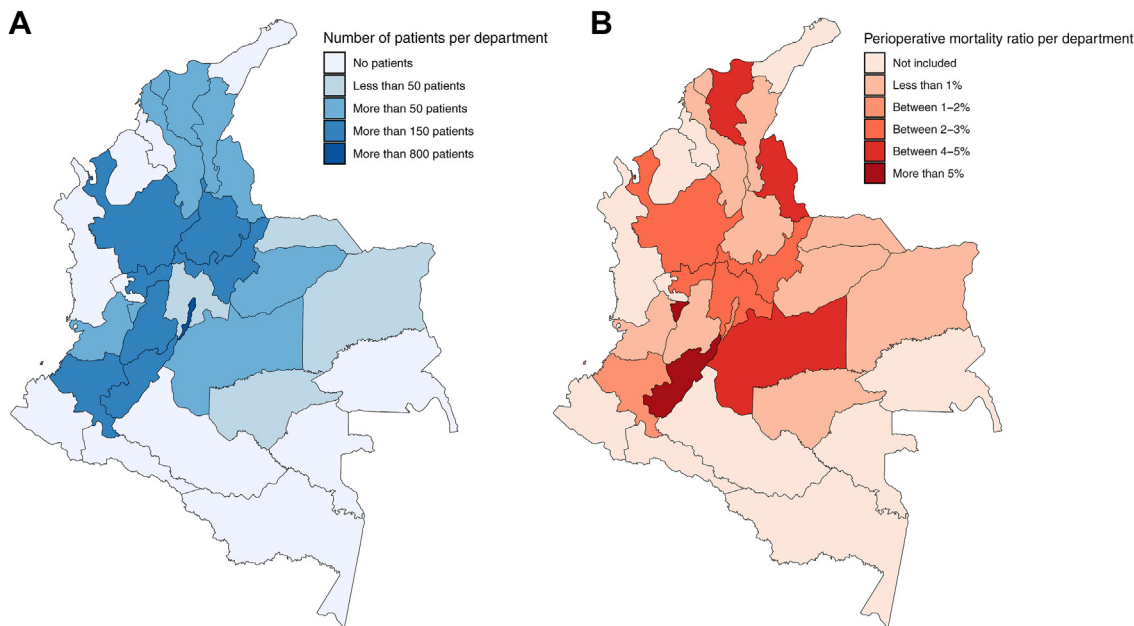 A
Number of patients per department
No patients
Less than 50 patients
More than 50 patients
More than 150 patients
More than 800 patients
B
Perioperative mortality ratio per department
Not included
Less than 1%
Between 1–2%
Between 2–3%
Between 4–5%
More than 5%